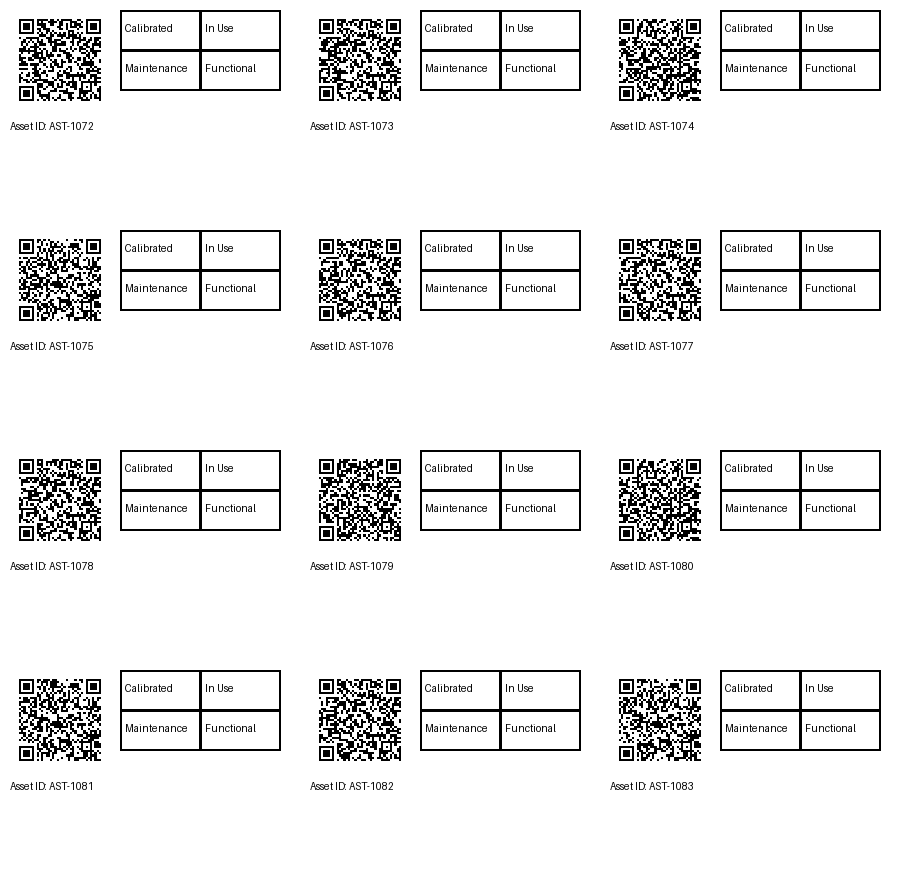 Calibrated In Use
Maintenance Functional
Asset ID: AST-1072
Calibrated In Use
Maintenance Functional
Asset ID: AST-1073
Calibrated In Use
Maintenance Functional
Asset ID: AST-1074
Calibrated In Use
Maintenance Functional
Asset ID: AST-1075
Calibrated In Use
Maintenance Functional
Asset ID: AST-1076
Calibrated In Use
Maintenance Functional
Asset ID: AST-1077
Calibrated In Use
Maintenance Functional
Asset ID: AST-1078
Calibrated In Use
Maintenance Functional
Asset ID: AST-1079
Calibrated In Use
Maintenance Functional
Asset ID: AST-1080
Calibrated In Use
Maintenance Functional
Asset ID: AST-1081
Calibrated In Use
Maintenance Functional
Asset ID: AST-1082
Calibrated In Use
Maintenance Functional
Asset ID: AST-1083